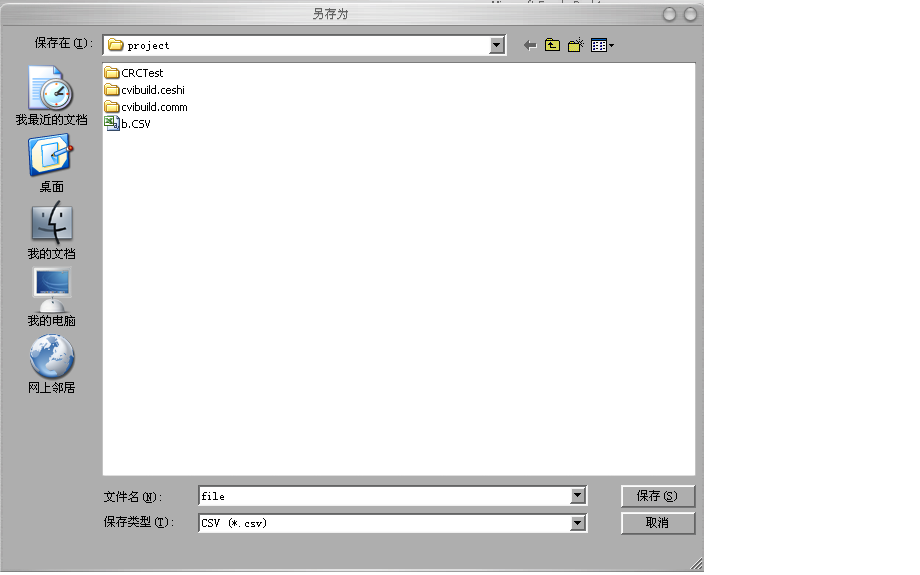 另存为
保存在(I):
project
CRCTest
cvibuild.ceshi
cvibuild.comm
b.CSV
我最近的文档
桌面
我的文档
我的电脑
网上邻居
文件名(N):
file
保存(S)
保存类型(T):
CSV (*.csv)
取消